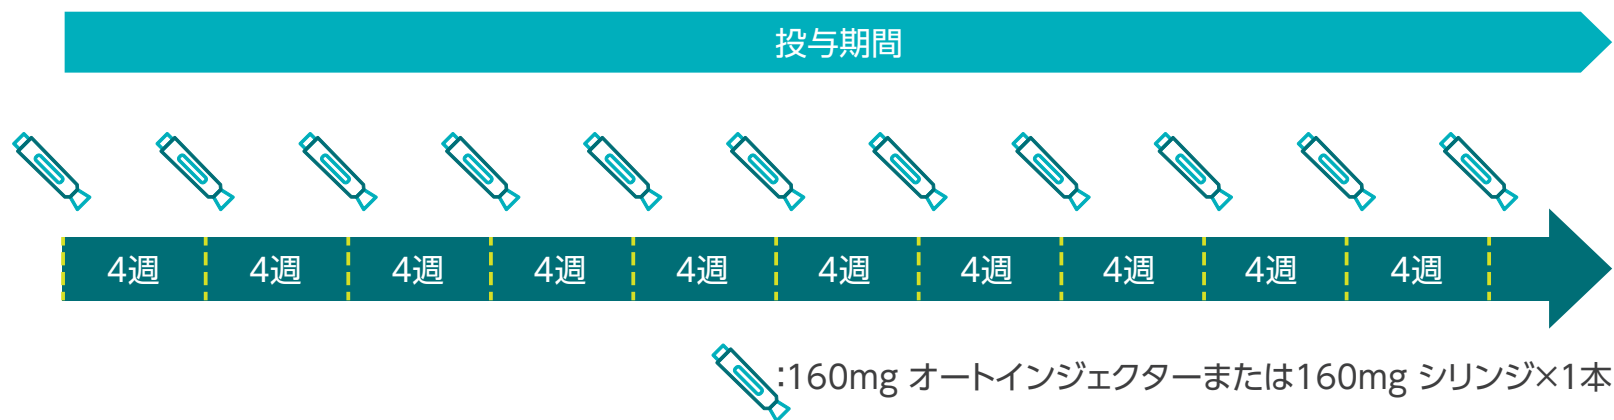 投与期間
4週 4週 4週 4週 4週 4週 4週 4週 4週 4週
:160mg オートインジェクターまたは160mg シリンジ×1本